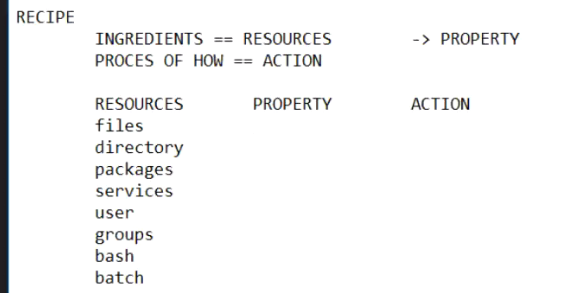 RECIPE
INGREDIENTS == RESOURCES -> PROPERTY
PROCES OF HOW == ACTION
RESOURCES PROPERTY ACTION
files
directory
packages
services
user
groups
bash
batch